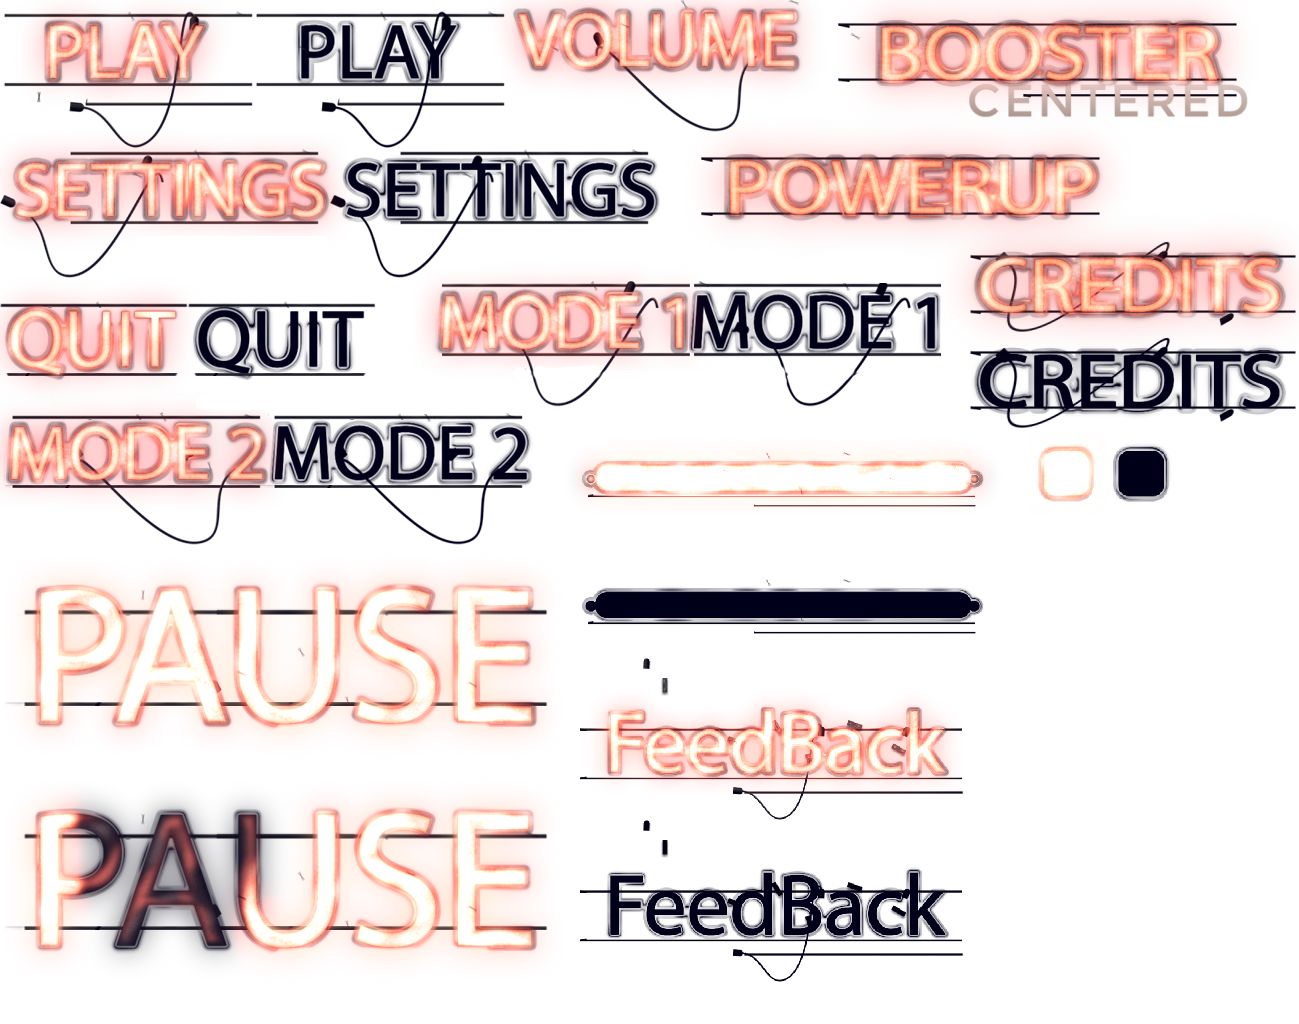 PLAY
PLAY
VOLUME
BOOSTER
CENTERED
SETTINGS
SETTINGS
POWERUP
CREDITS
QUIT
QUIT
MODE 1
MODE 1
CREDITS
MODE 2
MODE 2
PAUSE
FeedBack
PAUSE
FeedBack